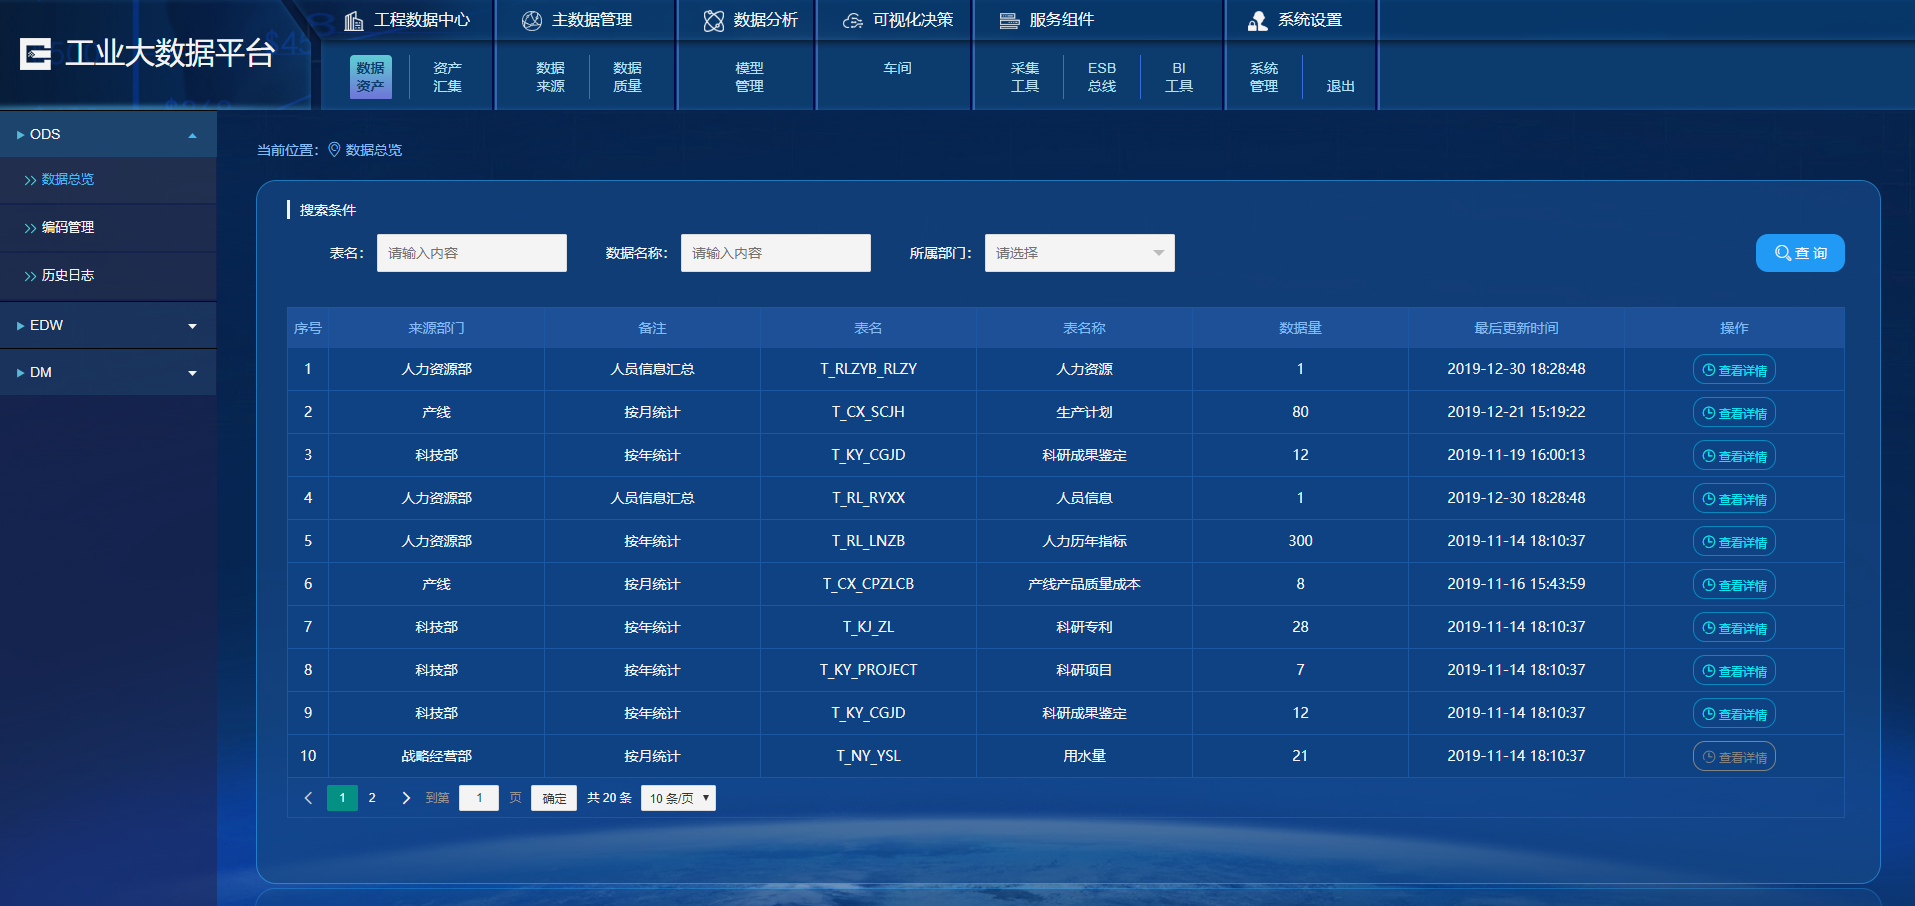 工业大数据平台
工程数据中心
主数据管理
数据分析
可视化决策
服务组件
系统设置
数据
资产
资产
汇集
数据
来源
数据
质量
模型
管理
车间
采集
工具
ESB
总线
BI
工具
系统
管理
退出
ODS
数据总览
编码管理
历史日志
EDW
DM
当前位置: 数据总览
搜索条件
表名: 请输入内容 数据名称: 请输入内容 所属部门: 请选择 查 询
序号 来源部门 备注 表名 表名称 数据量 最后更新时间 操作
1 人力资源部 人员信息汇总 T_RLZYB_RLZY 人力资源 1 2019-12-30 18:28:48 查看详情
2 产线 按月统计 T_CX_SCJH 生产计划 80 2019-12-21 15:19:22 查看详情
3 科技部 按年统计 T_KY_CGJD 科研成果鉴定 12 2019-11-19 16:00:13 查看详情
4 人力资源部 人员信息汇总 T_RL_RYXX 人员信息 1 2019-12-30 18:28:48 查看详情
5 人力资源部 按年统计 T_RL_LNZB 人力历年指标 300 2019-11-14 18:10:37 查看详情
6 产线 按月统计 T_CX_CPZLCB 产线产品质量成本 8 2019-11-16 15:43:59 查看详情
7 科技部 按年统计 T_KJ_ZL 科研专利 28 2019-11-14 18:10:37 查看详情
8 科技部 按年统计 T_KY_PROJECT 科研项目 7 2019-11-14 18:10:37 查看详情
9 科技部 按年统计 T_KY_CGJD 科研成果鉴定 12 2019-11-14 18:10:37 查看详情
10 战略经营部 按月统计 T_NY_YSL 用水量 21 2019-11-14 18:10:37 查看详情
1 2 到第 1 页 确定 共 20 条 10 条/页